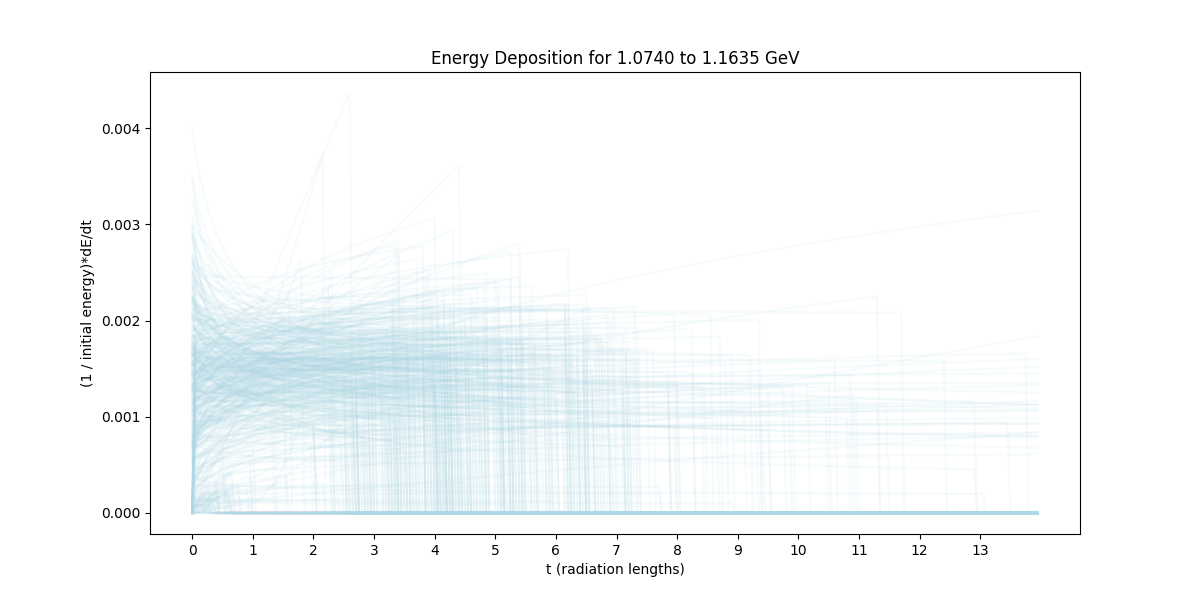 Energy Deposition for 1.0740 to 1.1635 GeV
(1 / initial energy)*dE/dt
0.004
0.003
0.002
0.001
0.000
0 1 2 3 4 5 6 7 8 9 10 11 12 13
t (radiation lengths)